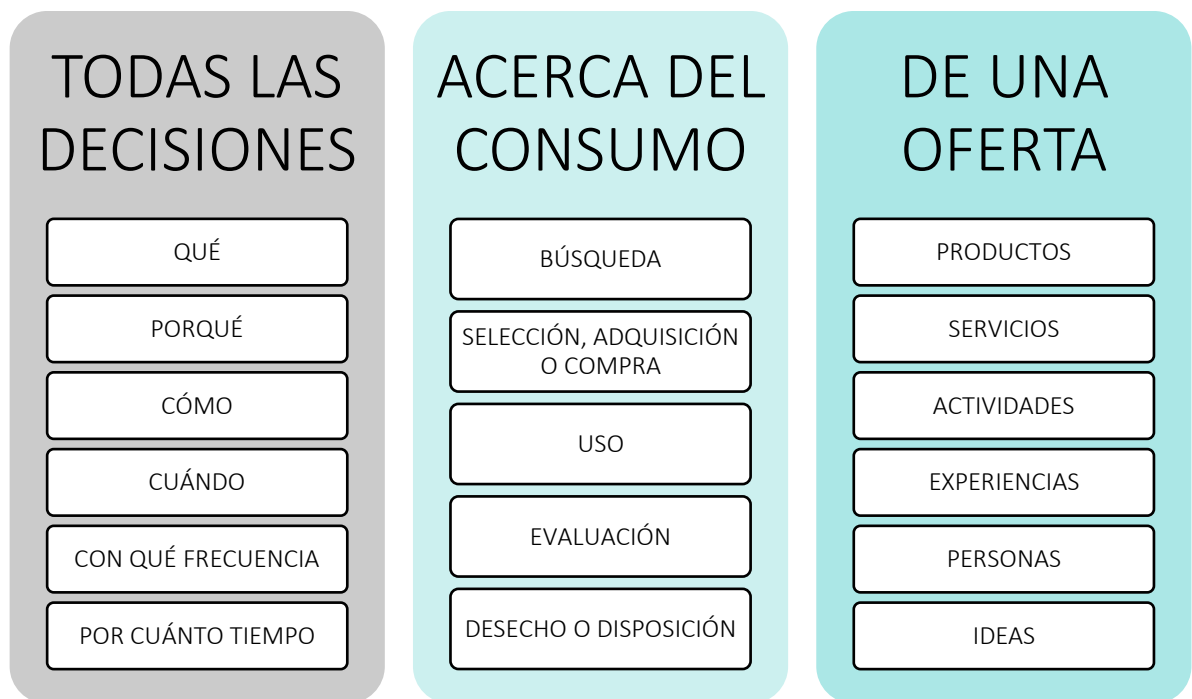 TODAS LAS
DECISIONES
QUÉ
PORQUÉ
CÓMO
CUÁNDO
CON QUÉ FRECUENCIA
POR CUÁNTO TIEMPO
ACERCA DEL
CONSUMO
BÚSQUEDA
SELECCIÓN, ADQUISICIÓN
O COMPRA
USO
EVALUACIÓN
DESECHO O DISPOSICIÓN
DE UNA
OFERTA
PRODUCTOS
SERVICIOS
ACTIVIDADES
EXPERIENCIAS
PERSONAS
IDEAS